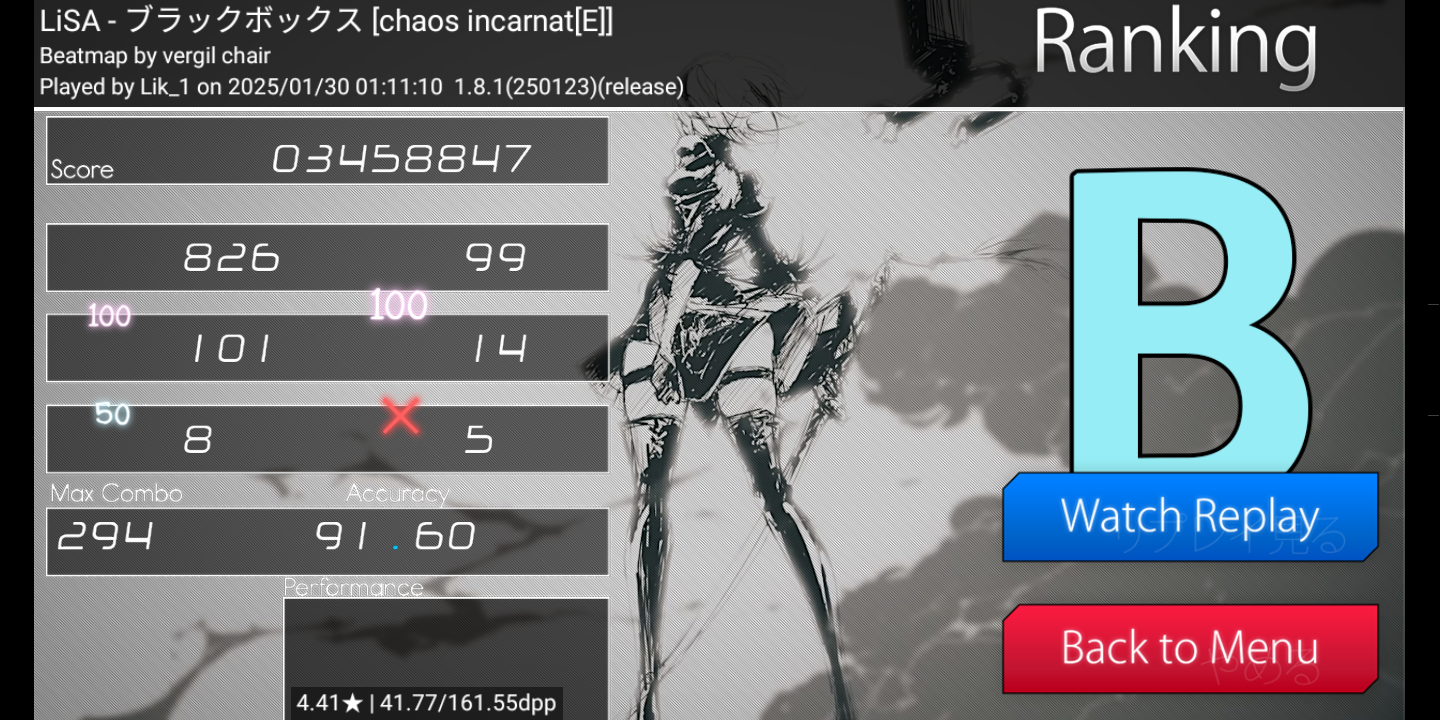 LiSA - ブラックボックス [chaos incarnat[E]]
Beatmap by vergil chair
Played by Lik_1 on 2025/01/30 01:11:10  1.8.1(250123)(release)
Ranking
Score 03458847
826 99
100 101 100 14
50 8 5
Max Combo Accuracy
294 91.60
Performance
4.41★ | 41.77/161.55dpp
B
Watch Replay
Back to Menu
やめる